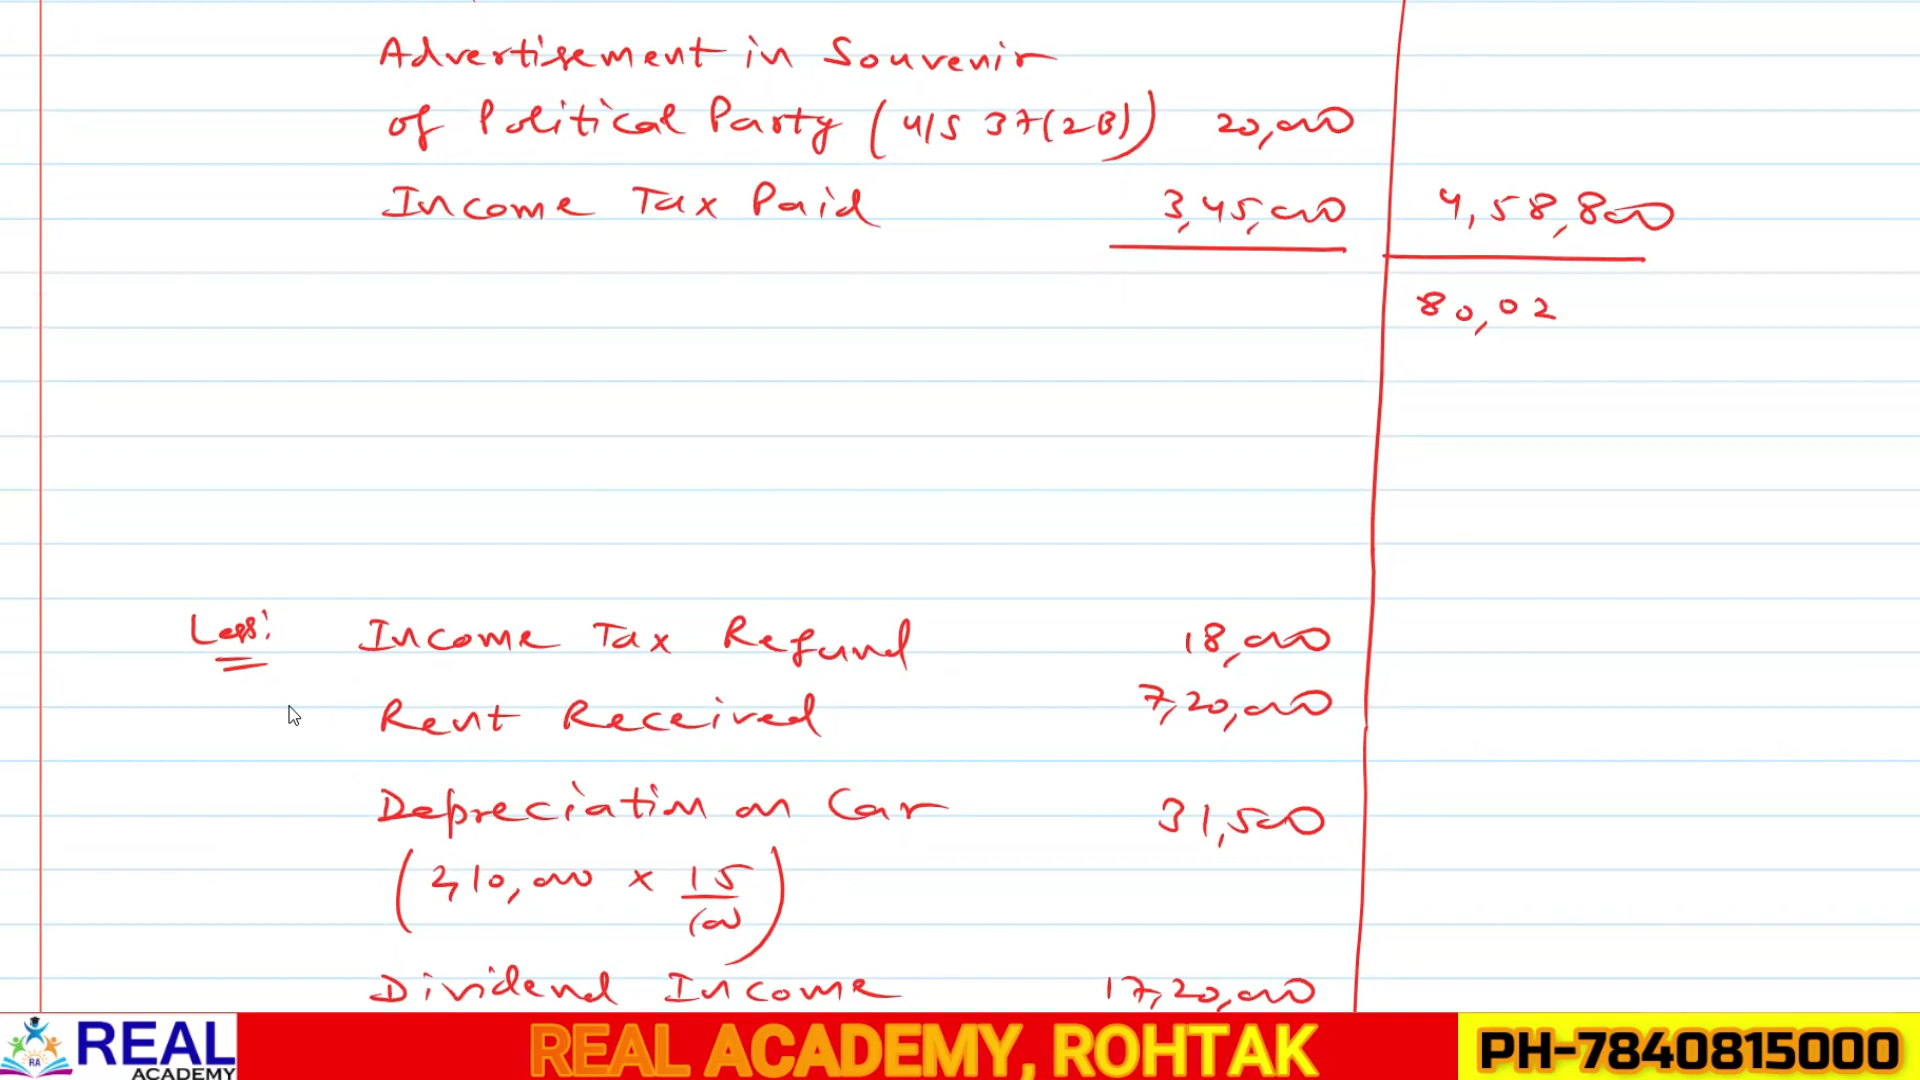 Advertisement in Souvenir
of Political Party (u/s 37(2B)) 20,000
Income Tax Paid 3,45,000 4,58,800
80,02
Less: Income Tax Refund 18,000
Rent Received 7,20,000
Depreciation on Car 31,500
(2,10,000 × 15/100)
Dividend Income 17,20,000
RA REAL ACADEMY
REAL ACADEMY, ROHTAK
PH-7840815000